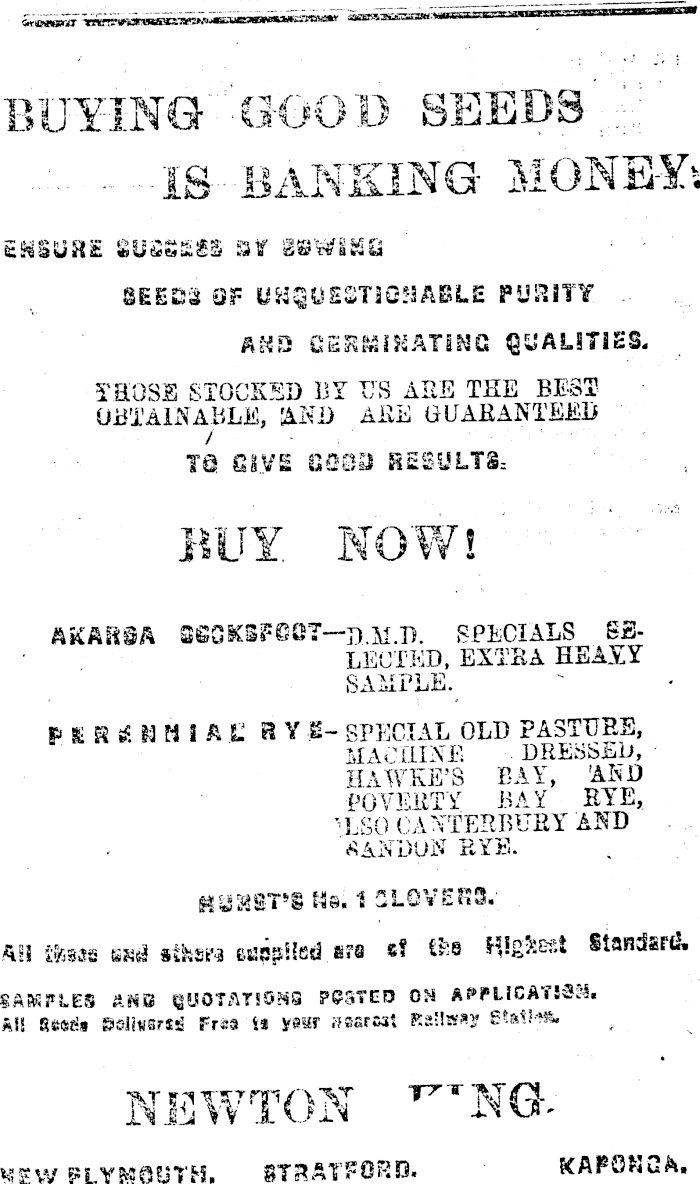 BUYING GOOD SEEDS
IS BANKING MONEY.
ENSURE SUCCESS BY SOWING
SEEDS OF UNQUESTIONABLE PURITY
AND GERMINATING QUALITIES.
THOSE STOCKED BY US ARE THE BEST
OBTAINABLE, AND ARE GUARANTEED
TO GIVE GOOD RESULTS.
BUY NOW!
AKAROA COCKSFOOT—D.M.D. SPECIALS SE-
LECTED, EXTRA HEAVY
SAMPLE.
PERENNIAL RYE—SPECIAL OLD PASTURE,
MACHINE DRESSED,
HAWKE'S BAY, AND
POVERTY BAY RYE,
ALSO CANTERBURY AND
SANDON RYE.
HURST'S No. 1 CLOVERS.
All these and others supplied are of the Highest Standard.
SAMPLES AND QUOTATIONS POSTED ON APPLICATION.
All Seeds Delivered Free to your nearest Railway Station.
NEWTON KING.
NEW PLYMOUTH. STRATFORD. KAPONGA.